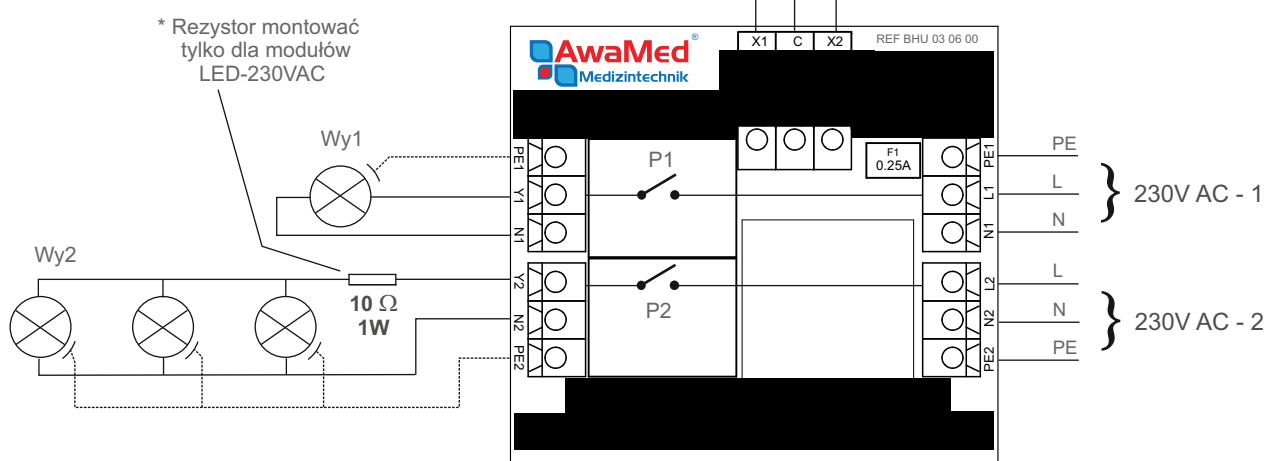 * Rezystor montować
tylko dla modułów
LED-230VAC
AwaMed®
Medizintechnik
X1 C X2
REF BHU 03 06 00
Wy1
PE1
Y1
N1
P1
F1
0.25A
PE1
L1
N1
PE
L
N
} 230V AC - 1
Wy2
10 Ω
1W
Y2
N2
PE2
P2
L2
N2
PE2
L
N
PE
} 230V AC - 2